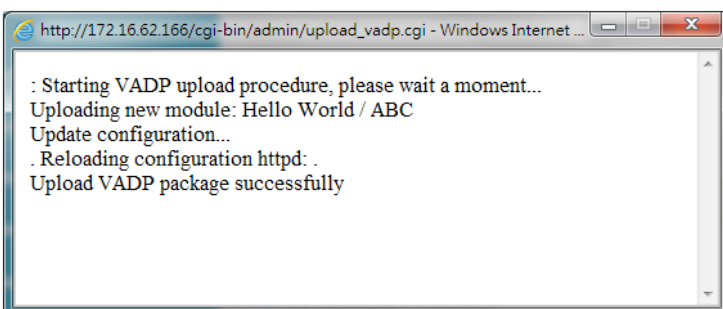 http://172.16.62.166/cgi-bin/admin/upload_vadp.cgi - Windows Internet ...
: Starting VADP upload procedure, please wait a moment...
Uploading new module: Hello World / ABC
Update configuration...
. Reloading configuration httpd: .
Upload VADP package successfully